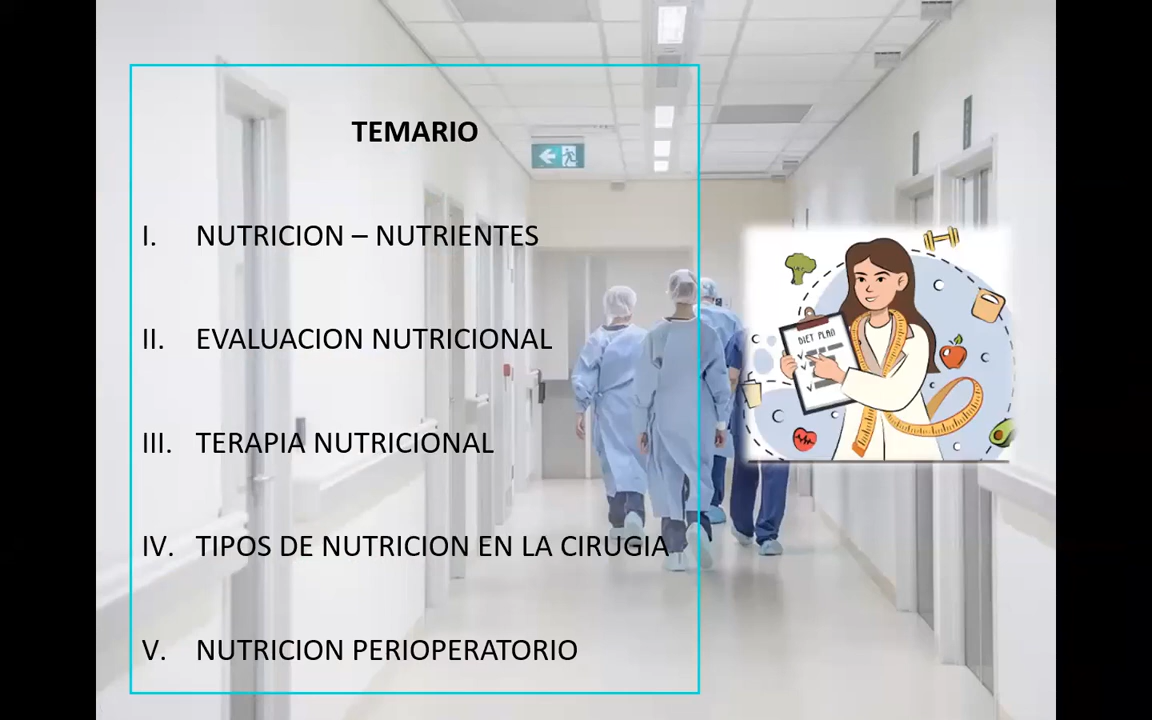 TEMARIO
I. NUTRICION – NUTRIENTES
II. EVALUACION NUTRICIONAL
III. TERAPIA NUTRICIONAL
IV. TIPOS DE NUTRICION EN LA CIRUGIA
V. NUTRICION PERIOPERATORIO
DIET PLAN